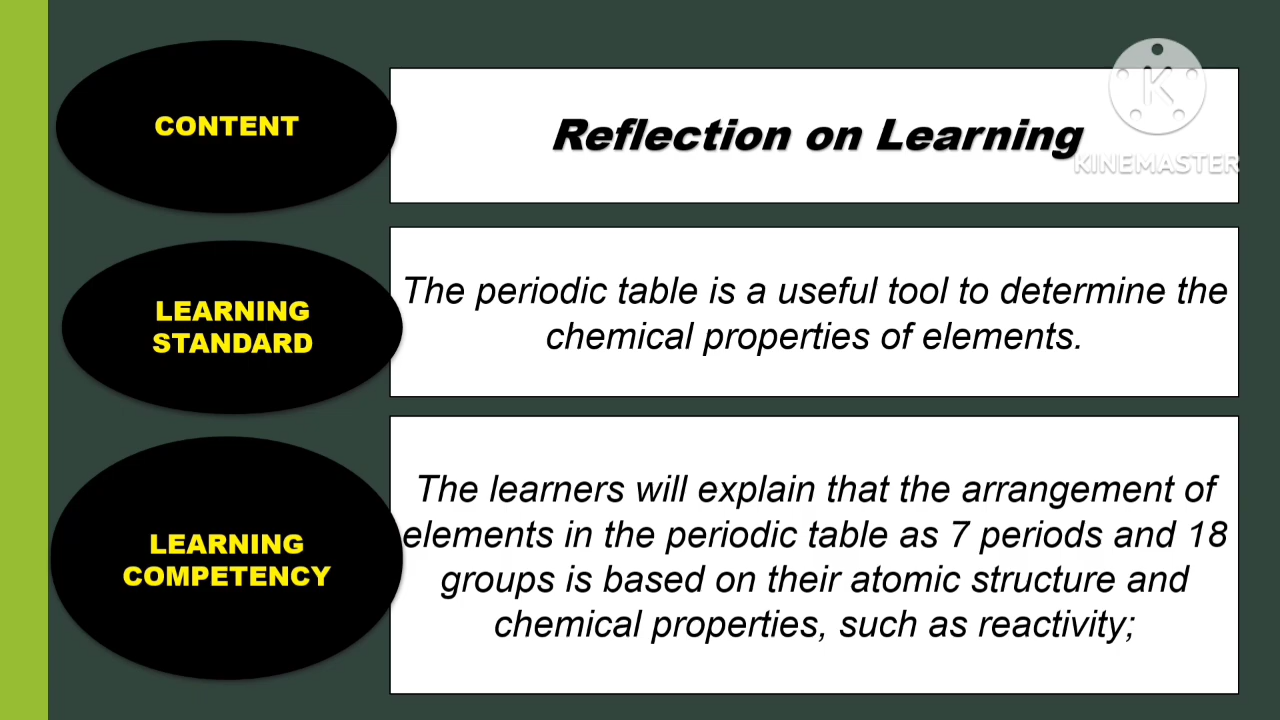 CONTENT
Reflection on Learning
K
KINEMASTER
LEARNING
STANDARD
The periodic table is a useful tool to determine the
chemical properties of elements.
LEARNING
COMPETENCY
The learners will explain that the arrangement of
elements in the periodic table as 7 periods and 18
groups is based on their atomic structure and
chemical properties, such as reactivity;